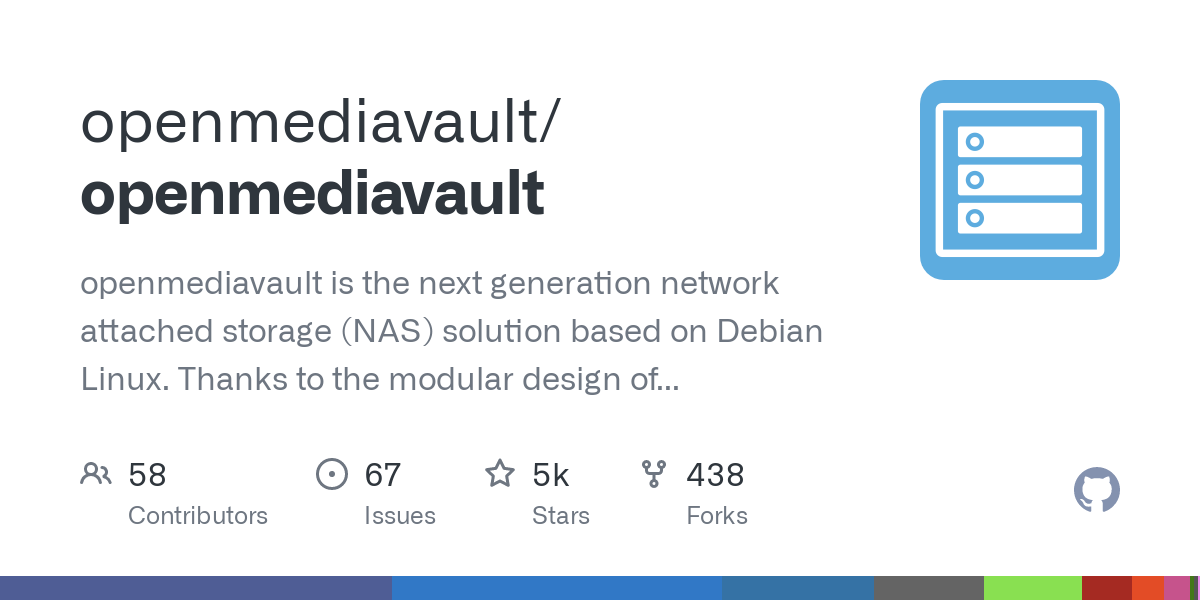 openmediavault/
openmediavault
openmediavault is the next generation network
attached storage (NAS) solution based on Debian
Linux. Thanks to the modular design of...
58 67 5k 438
Contributors Issues Stars Forks